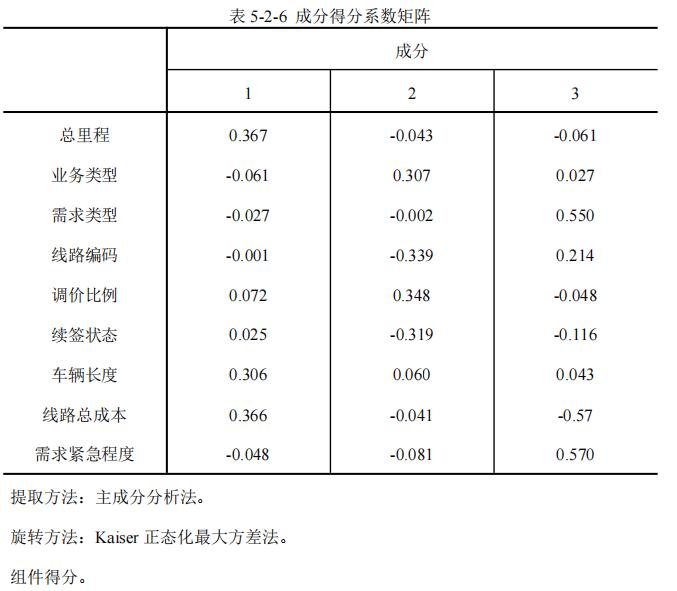 表 5-2-6 成分得分系数矩阵
成分
1 2 3
总里程 0.367 -0.043 -0.061
业务类型 -0.061 0.307 0.027
需求类型 -0.027 -0.002 0.550
线路编码 -0.001 -0.339 0.214
调价比例 0.072 0.348 -0.048
续签状态 0.025 -0.319 -0.116
车辆长度 0.306 0.060 0.043
线路总成本 0.366 -0.041 -0.57
需求紧急程度 -0.048 -0.081 0.570
提取方法：主成分分析法。
旋转方法：Kaiser 正态化最大方差法。
组件得分。